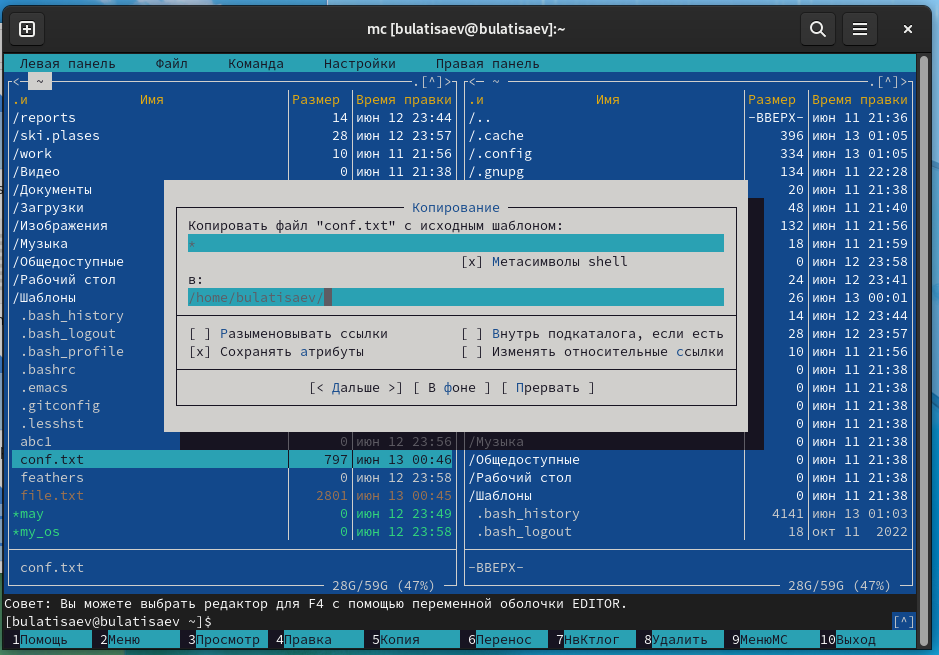 mc [bulatisaev@bulatisaev]:~
Левая панель Файл Команда Настройки Правая панель
<─ ~ .[^]> <─ ~ .[^]>
.и Имя Размер Время правки .и Имя Размер Время правки
/reports 14 июн 12 23:44 /.. -ВВЕРХ- июн 11 21:36
/ski.plases 28 июн 12 23:57 /.cache 396 июн 13 01:05
/work 10 июн 11 21:56 /.config 334 июн 13 01:05
/Видео 0 июн 11 21:38 /.gnupg 134 июн 11 22:28
/Документы 20 июн 11 21:38
/Загрузки Копирование 48 июн 11 21:40
/Изображения Копировать файл "conf.txt" с исходным шаблоном: 132 июн 11 21:56
/Музыка * 18 июн 11 21:59
/Общедоступные [x] Метасимволы shell 0 июн 12 23:58
/Рабочий стол в: 24 июн 12 23:41
/Шаблоны /home/bulatisaev/ 26 июн 13 00:01
.bash_history 14 июн 12 23:44
.bash_logout [ ] Разыменовывать ссылки [ ] Внутрь подкаталога, если есть 28 июн 12 23:57
.bash_profile [x] Сохранять атрибуты [ ] Изменять относительные ссылки 10 июн 11 21:56
.bashrc 0 июн 11 21:38
.emacs [< Дальше >] [ В фоне ] [ Прервать ] 0 июн 11 21:38
.gitconfig 0 июн 11 21:38
.lesshst 0 июн 11 21:38
abc1 0 июн 12 23:56 /Музыка 0 июн 11 21:38
conf.txt 797 июн 13 00:46 /Общедоступные 0 июн 11 21:38
feathers 0 июн 12 23:58 /Рабочий стол 0 июн 11 21:38
file.txt 2801 июн 13 00:45 /Шаблоны 0 июн 11 21:38
*may 0 июн 12 23:49 .bash_history 4141 июн 13 01:03
*my_os 0 июн 12 23:58 .bash_logout 18 окт 11 2022
conf.txt -ВВЕРХ-
28G/59G (47%) 28G/59G (47%)
Совет: Вы можете выбрать редактор для F4 с помощью переменной оболочки EDITOR.
[bulatisaev@bulatisaev ~]$ [^]
1Помощь 2Меню 3Просмотр 4Правка 5Копия 6Перенос 7НвКтлог 8Удалить 9МенюМС 10Выход